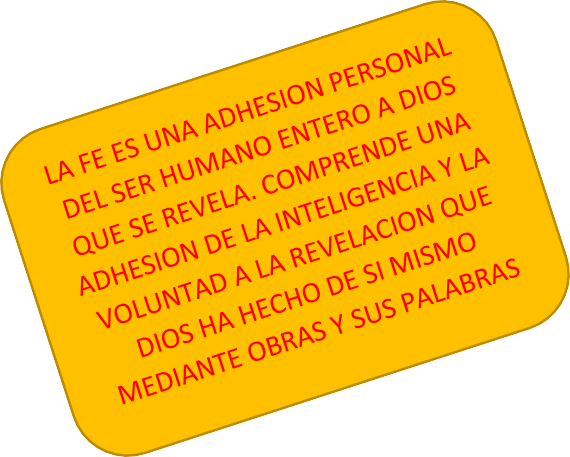 LA FE ES UNA ADHESION PERSONAL
DEL SER HUMANO ENTERO A DIOS
QUE SE REVELA. COMPRENDE UNA
ADHESION DE LA INTELIGENCIA Y LA
VOLUNTAD A LA REVELACION QUE
DIOS HA HECHO DE SI MISMO
MEDIANTE OBRAS Y SUS PALABRAS